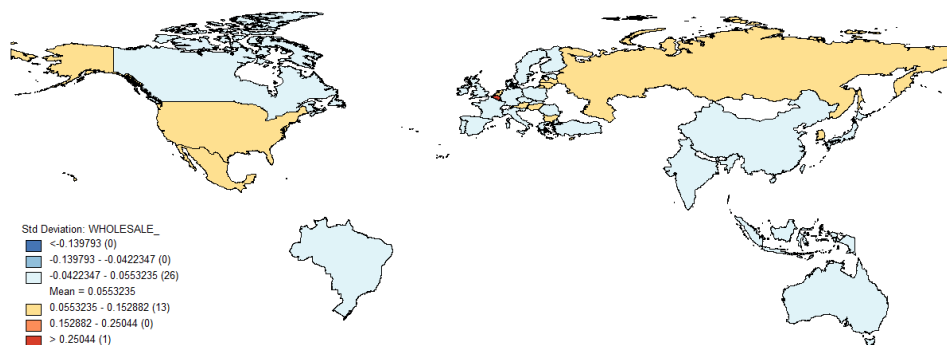 Std Deviation: WHOLESALE_
<-0.139793 (0)
-0.139793 - -0.0422347 (0)
-0.0422347 - 0.0553235 (26)
Mean = 0.0553235
0.0553235 - 0.152882 (13)
0.152882 - 0.25044 (0)
> 0.25044 (1)